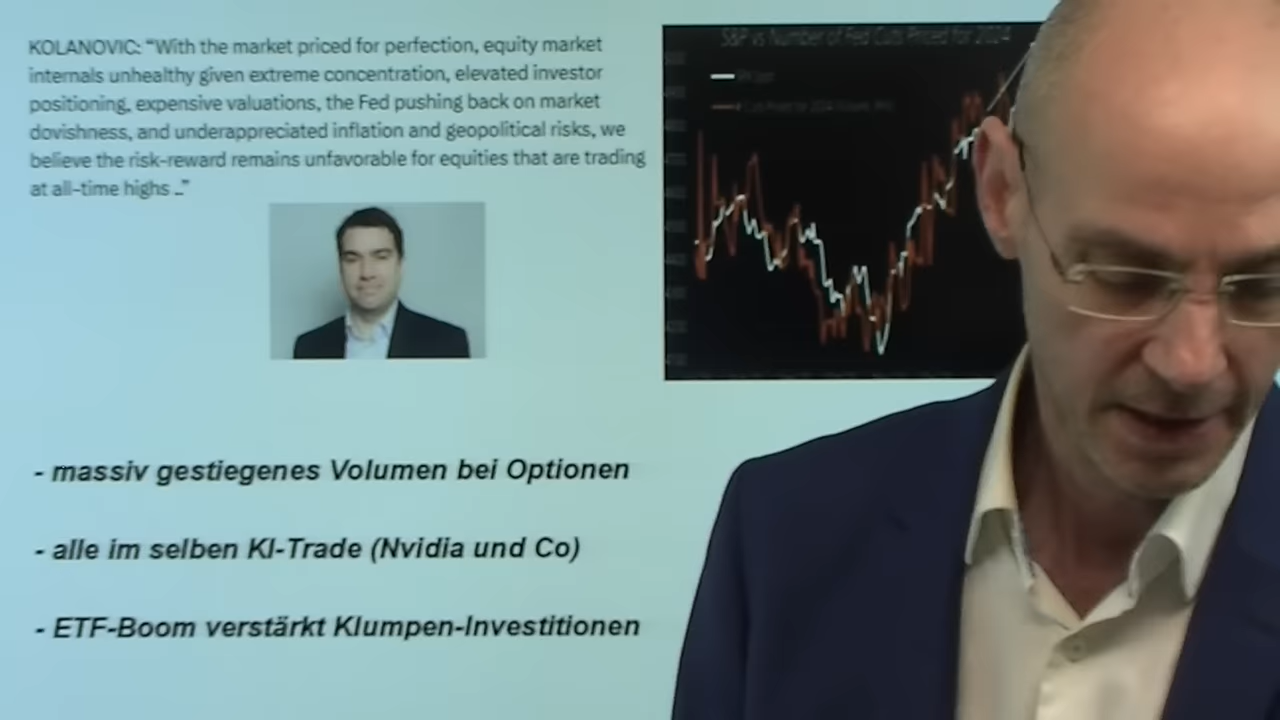 KOLANOVIC: “With the market priced for perfection, equity market
internals unhealthy given extreme concentration, elevated investor
positioning, expensive valuations, the Fed pushing back on market
dovishness, and underappreciated inflation and geopolitical risks, we
believe the risk-reward remains unfavorable for equities that are trading
at all-time highs ..”
S&P vs Number of Fed Cuts Priced for 2024
- massiv gestiegenes Volumen bei Optionen
- alle im selben KI-Trade (Nvidia und Co)
- ETF-Boom verstärkt Klumpen-Investitionen